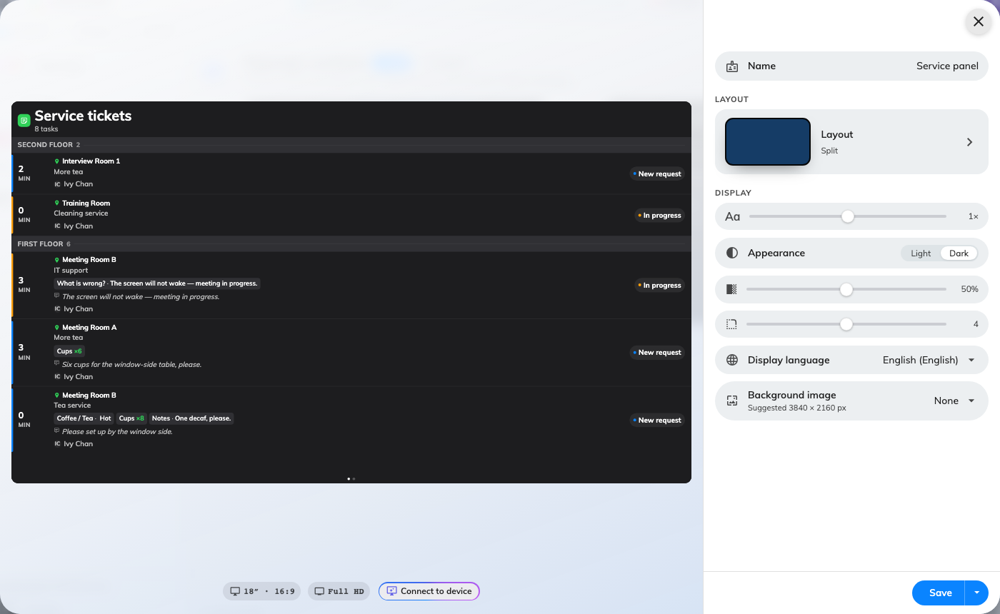 Service tickets
8 tasks
SECOND FLOOR 2
2 MIN
Interview Room 1
More tea
IC Ivy Chan
New request
0 MIN
Training Room
Cleaning service
IC Ivy Chan
In progress
FIRST FLOOR 6
3 MIN
Meeting Room B
IT support
What is wrong? · The screen will not wake — meeting in progress.
The screen will not wake — meeting in progress.
IC Ivy Chan
In progress
3 MIN
Meeting Room A
More tea
Cups ×6
Six cups for the window-side table, please.
IC Ivy Chan
New request
0 MIN
Meeting Room B
Tea service
Coffee / Tea · Hot Cups ×8 Notes · One decaf, please.
Please set up by the window side.
IC Ivy Chan
New request
18″ · 16:9
Full HD
Connect to device
Name Service panel
LAYOUT
Layout
Split
DISPLAY
Aa 1×
Appearance Light Dark
50%
4
Display language English (English)
Background image
Suggested 3840 × 2160 px
None
Save